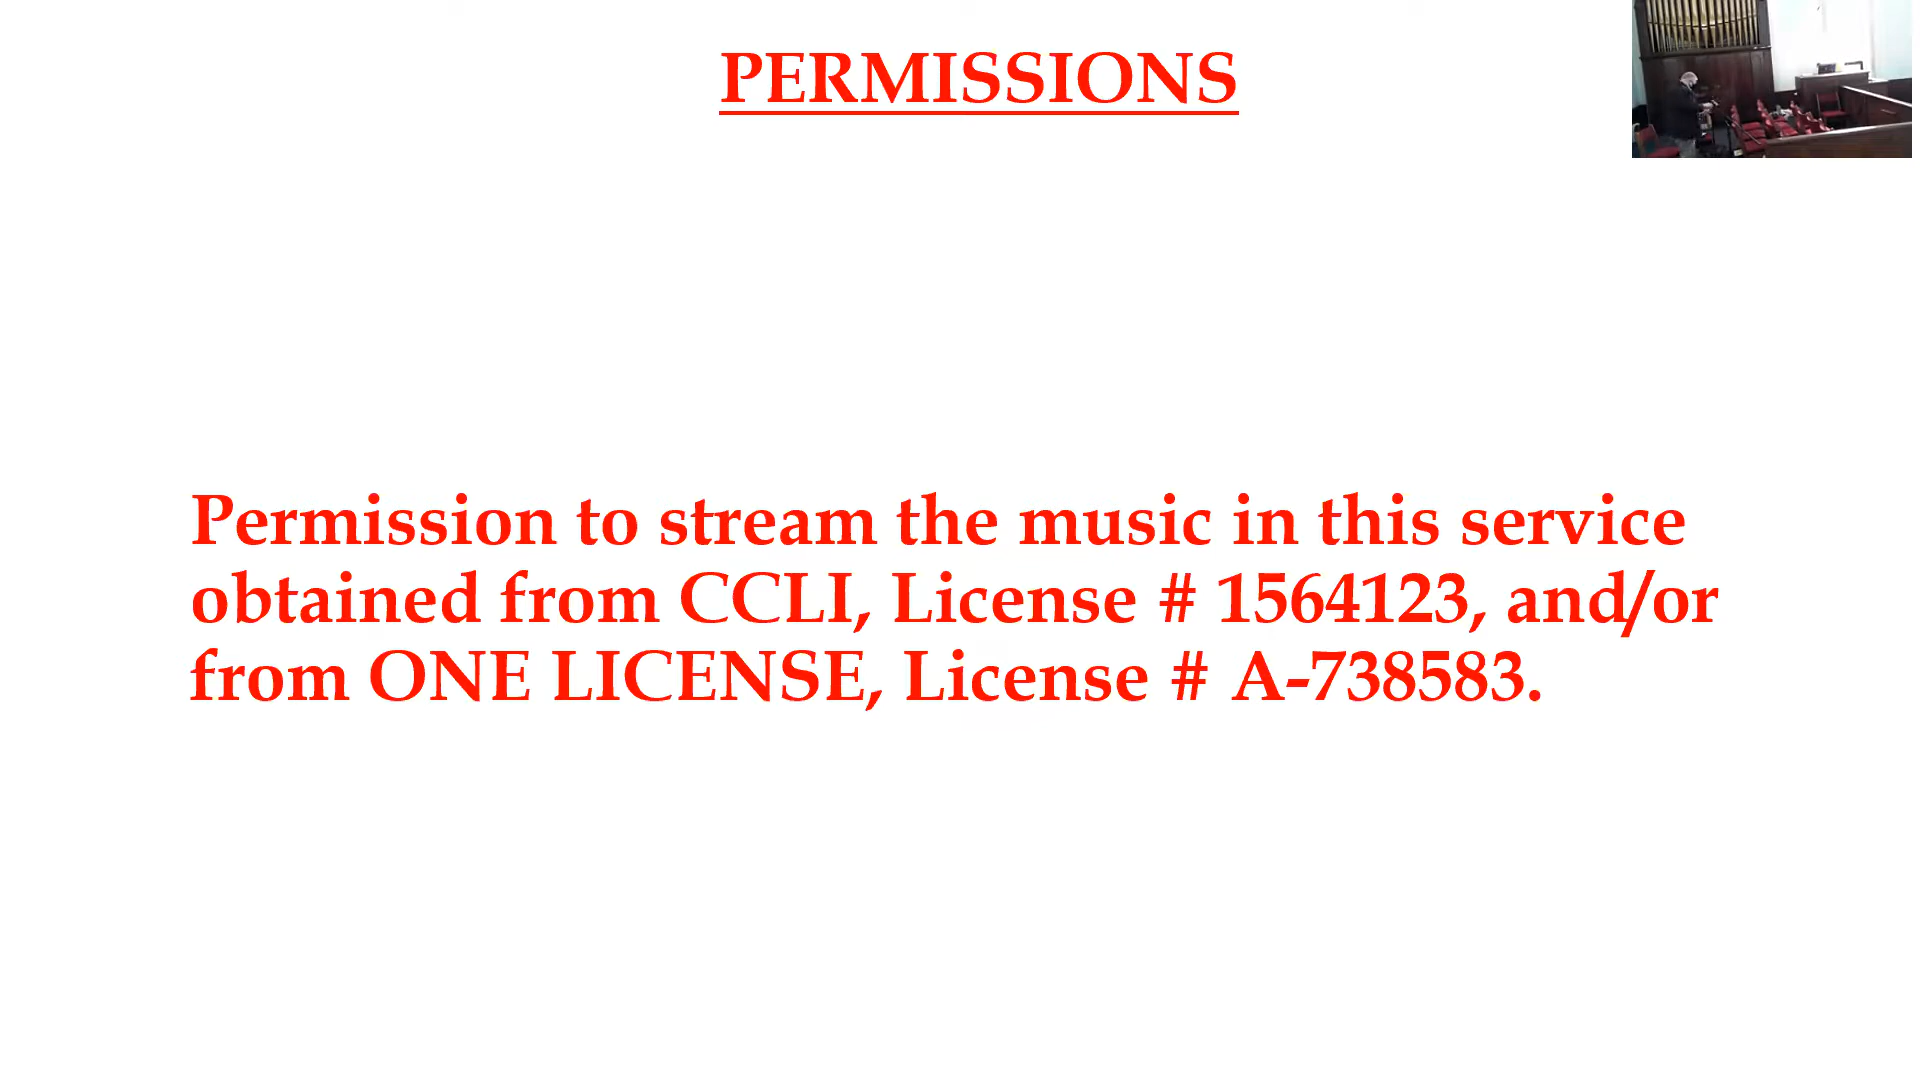 PERMISSIONS
Permission to stream the music in this service
obtained from CCLI, License # 1564123, and/or
from ONE LICENSE, License # A-738583.